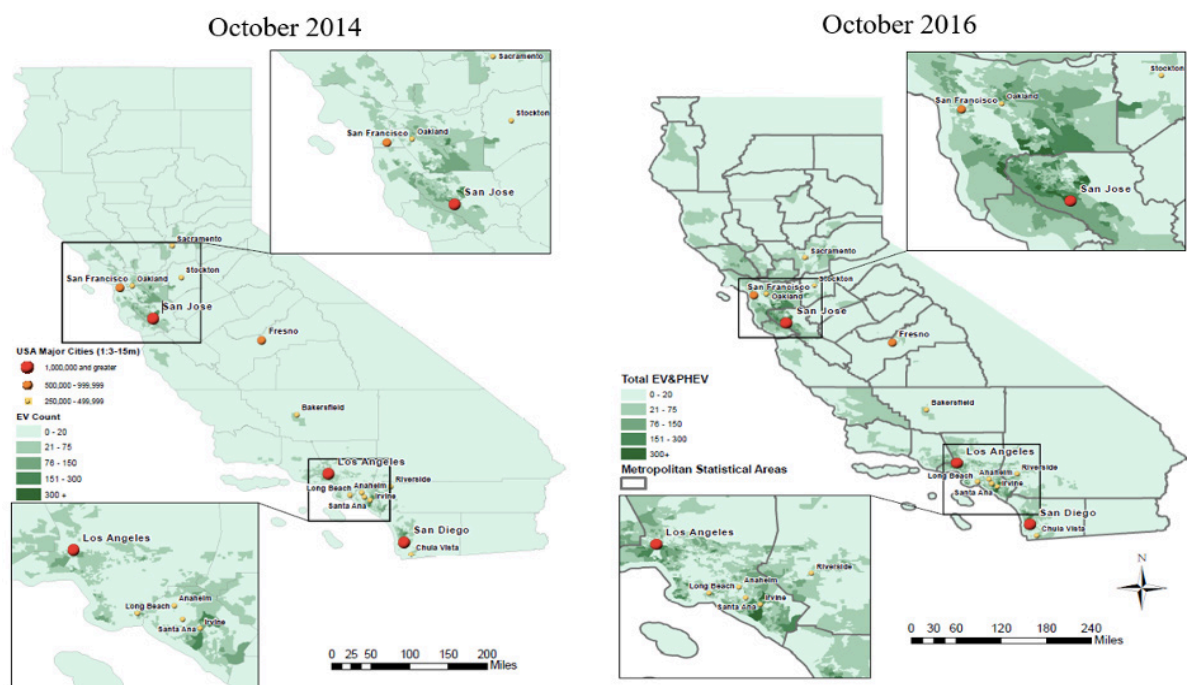 October 2014
Sacramento
Stockton
San Francisco
Oakland
San Jose
Sacramento
San Francisco
Oakland
Stockton
San Jose
Fresno
USA Major Cities (1:3-15m)
1,000,000 and greater
500,000 - 999,999
250,000 - 499,999
EV Count
0 - 20
21 - 75
76 - 150
151 - 300
300 +
Bakersfield
Los Angeles
Riverside
Long Beach
Anaheim
Irvine
Santa Ana
San Diego
Chula Vista
Los Angeles
Anaheim
Long Beach
Irvine
Santa Ana
0 25 50 100 150 200
Miles
October 2016
Stockton
San Francisco
Oakland
San Jose
Sacramento
Stockton
San Francisco
Oakland
San Jose
Fresno
Total EV&PHEV
0 - 20
21 - 75
76 - 150
151 - 300
300+
Metropolitan Statistical Areas
Bakersfield
Los Angeles
Riverside
Long Beach
Anaheim
Irvine
Santa Ana
San Diego
Chula Vista
Los Angeles
Riverside
Anaheim
Long Beach
Irvine
Santa Ana
N
0 30 60 120 180 240
Miles